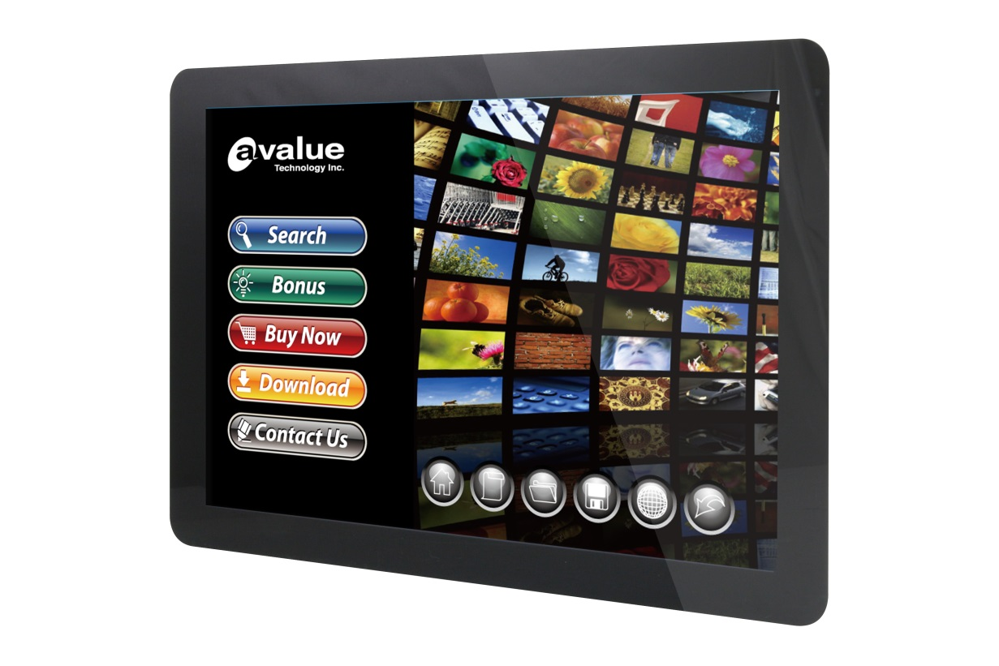 avalue
Technology Inc.
Search
Bonus
Buy Now
Download
Contact Us